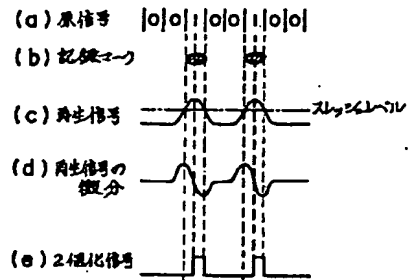 (a) 原信号 |0|0|1|0|0|1|0|0|
(b) 記録マーク
(c) 再生信号 スレッシュレベル
(d) 再生信号の
微分
(e) 2値化信号